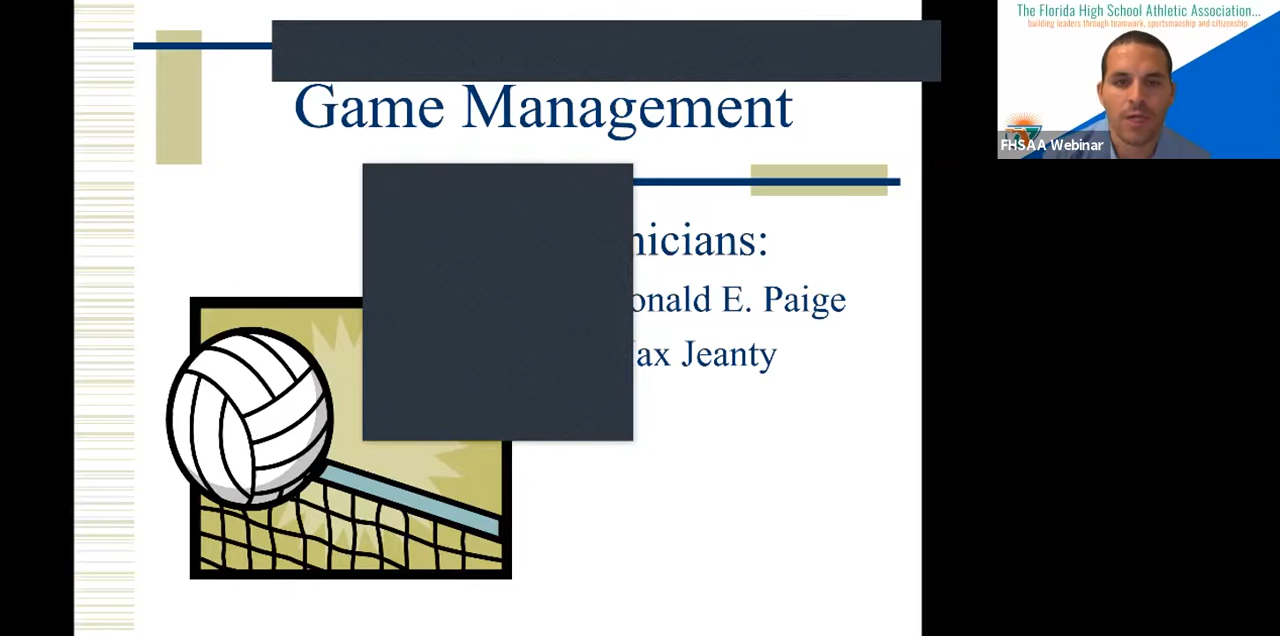 Game Management
nicians:
onald E. Paige
ax Jeanty
The Florida High School Athletic Association...
building leaders through teamwork, sportsmanship and citizenship.
FHSAA Webinar